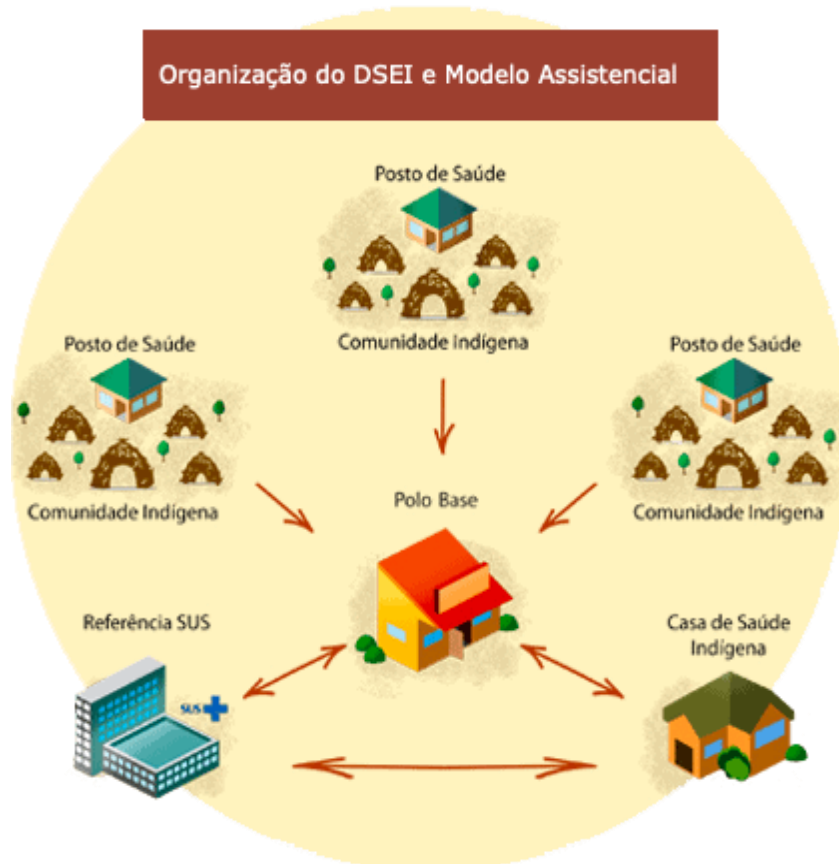 Organização do DSEI e Modelo Assistencial
Posto de Saúde
Comunidade Indígena
Posto de Saúde
Comunidade Indígena
Posto de Saúde
Comunidade Indígena
Polo Base
Referência SUS
SUS
Casa de Saúde
Indígena